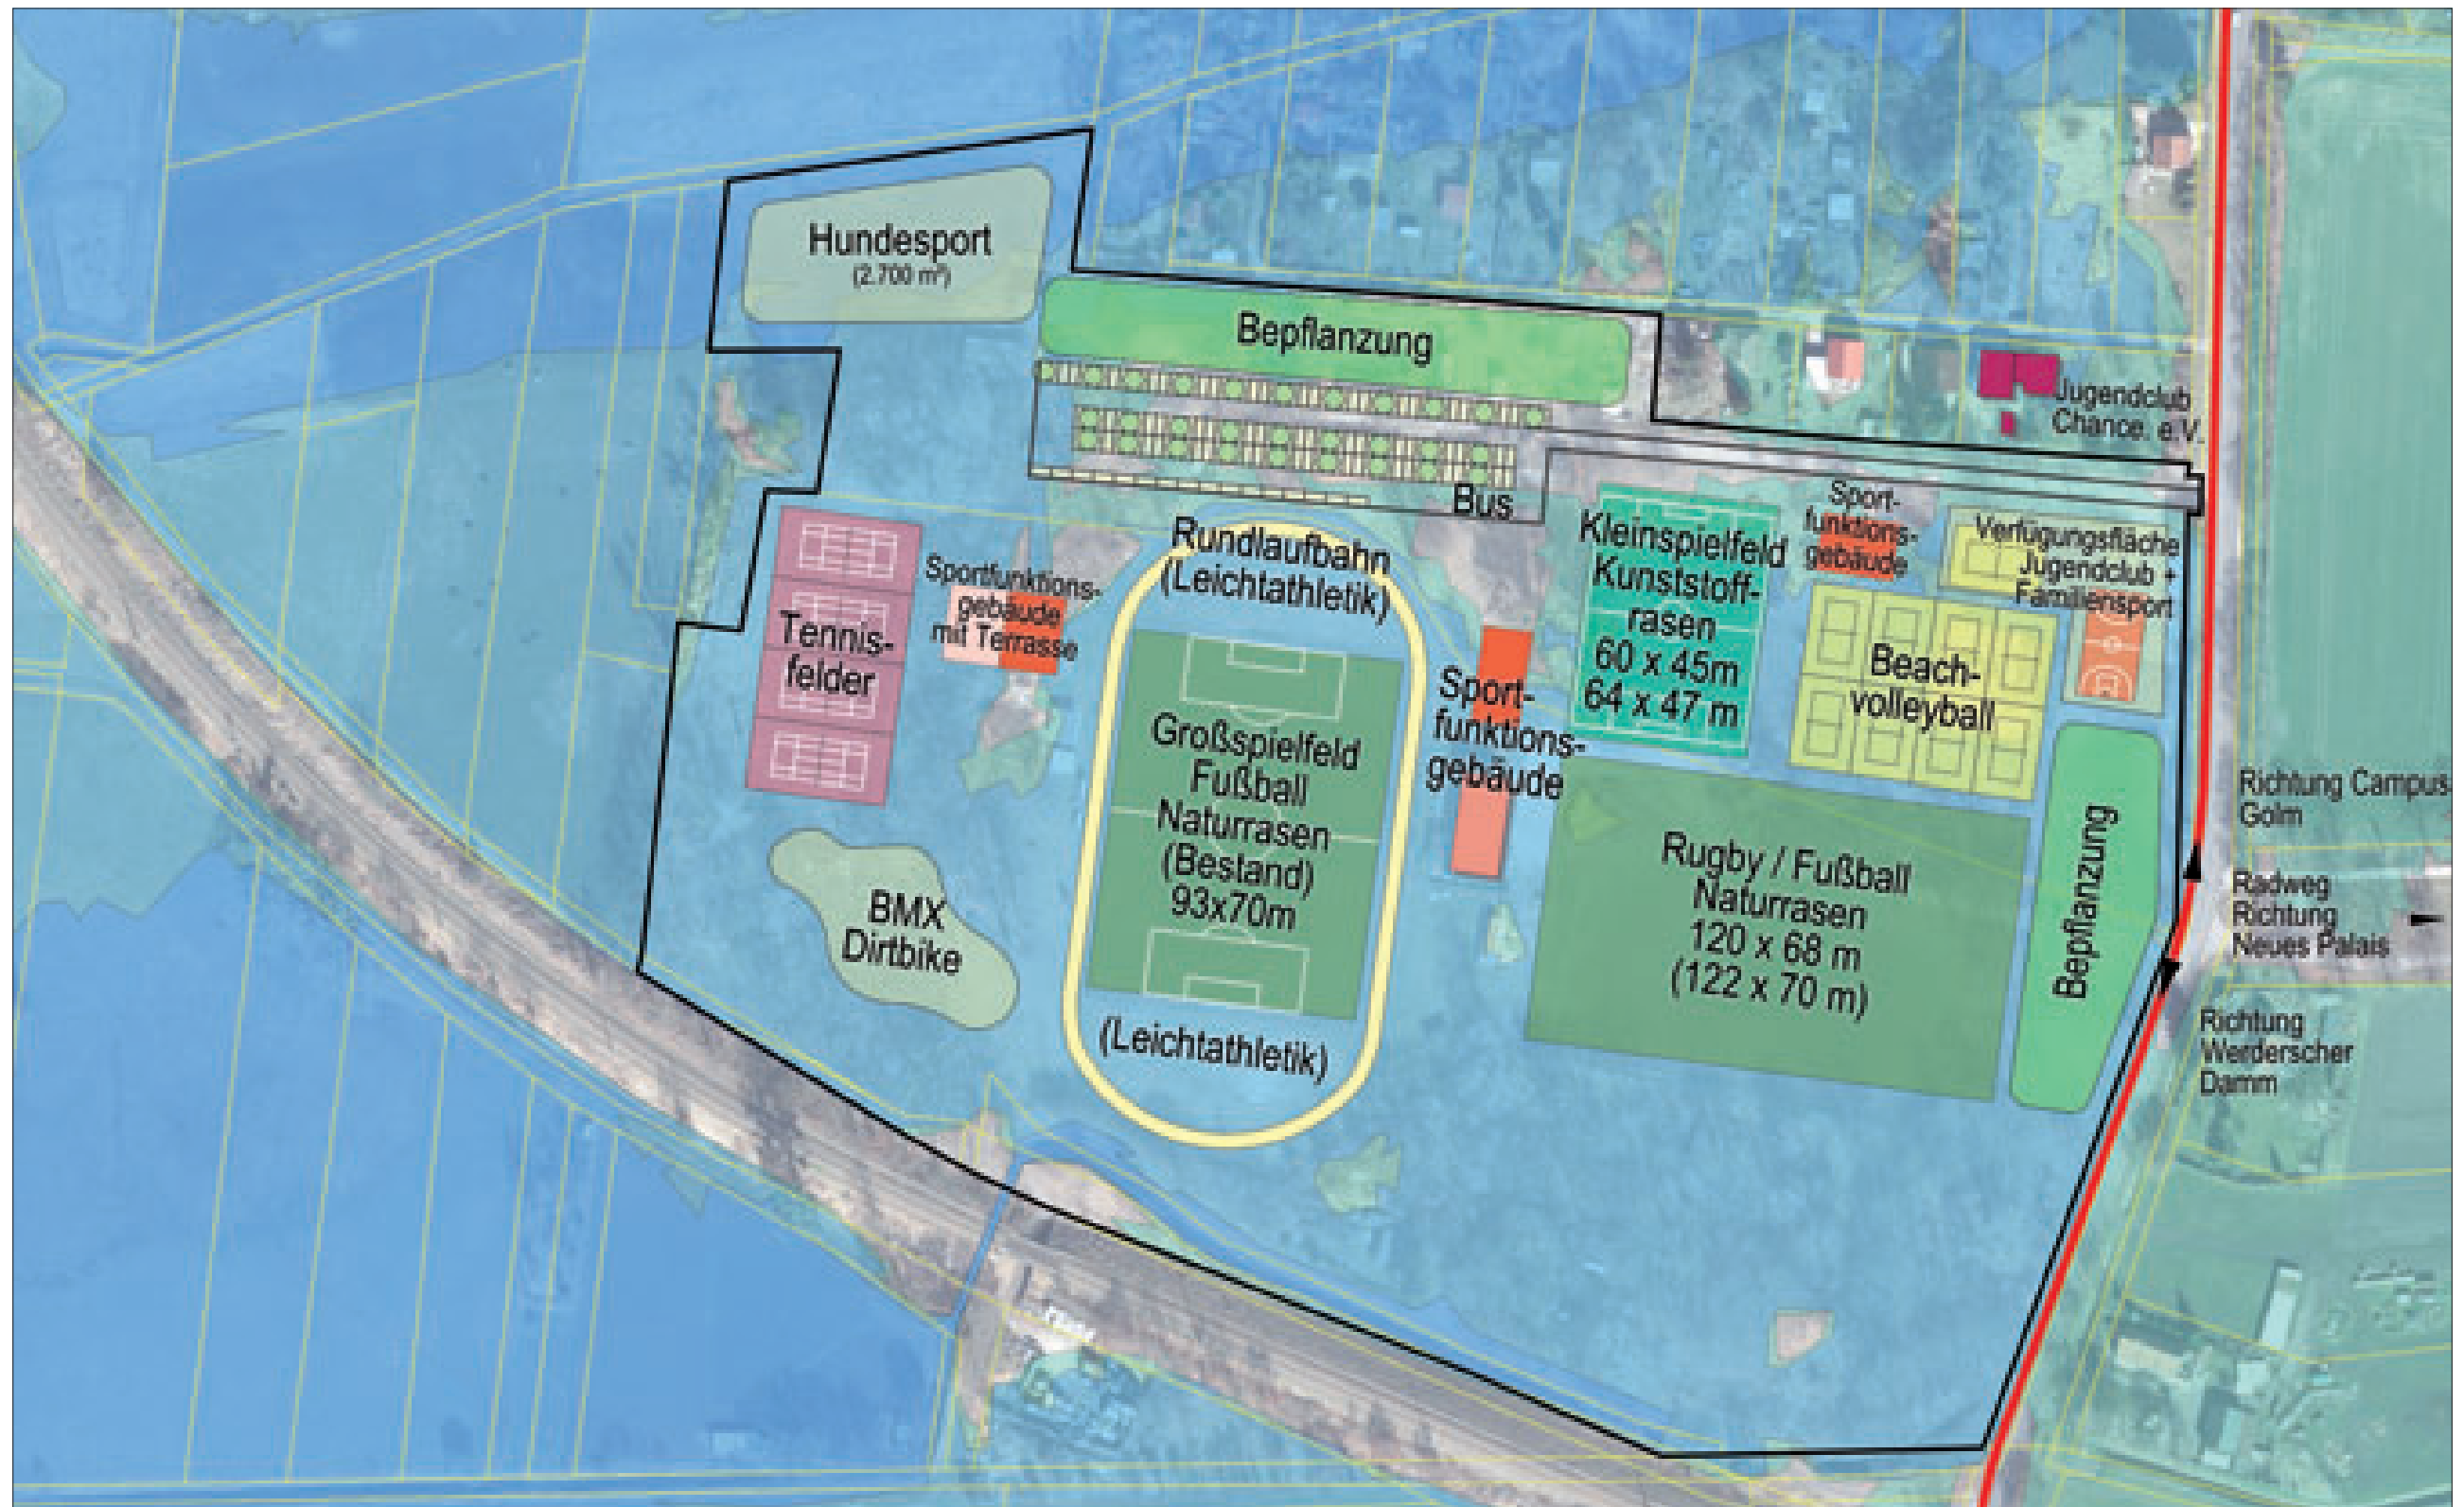 Hundesport
(2.700 m²)
Bepflanzung
Jugendclub
Chance. e.V.
Bus
Rundlaufbahn
(Leichtathletik)
Kleinspielfeld
Kunststoff-
rasen
60 x 45m
64 x 47 m
Sport-
funktions-
gebäude
Verfügungsfläche
Jugendclub +
Familiensport
Sportfunktions-
gebäude
mit Terrasse
Tennis-
felder
Beach-
volleyball
Sport-
funktions-
gebäude
Großspielfeld
Fußball
Naturrasen
(Bestand)
93x70m
Rugby / Fußball
Naturrasen
120 x 68 m
(122 x 70 m)
Bepflanzung
BMX
Dirtbike
(Leichtathletik)
Richtung Campus
Golm
Radweg
Richtung
Neues Palais
Richtung
Werderscher
Damm